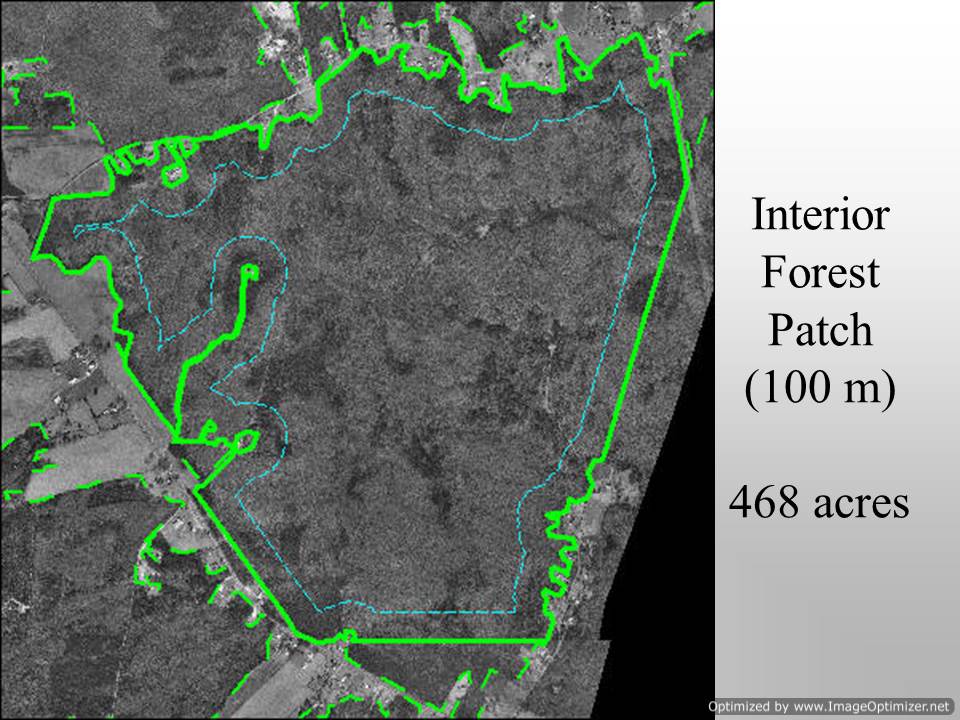 Interior
Forest
Patch
(100 m)
468 acres
Optimized by www.ImageOptimizer.net